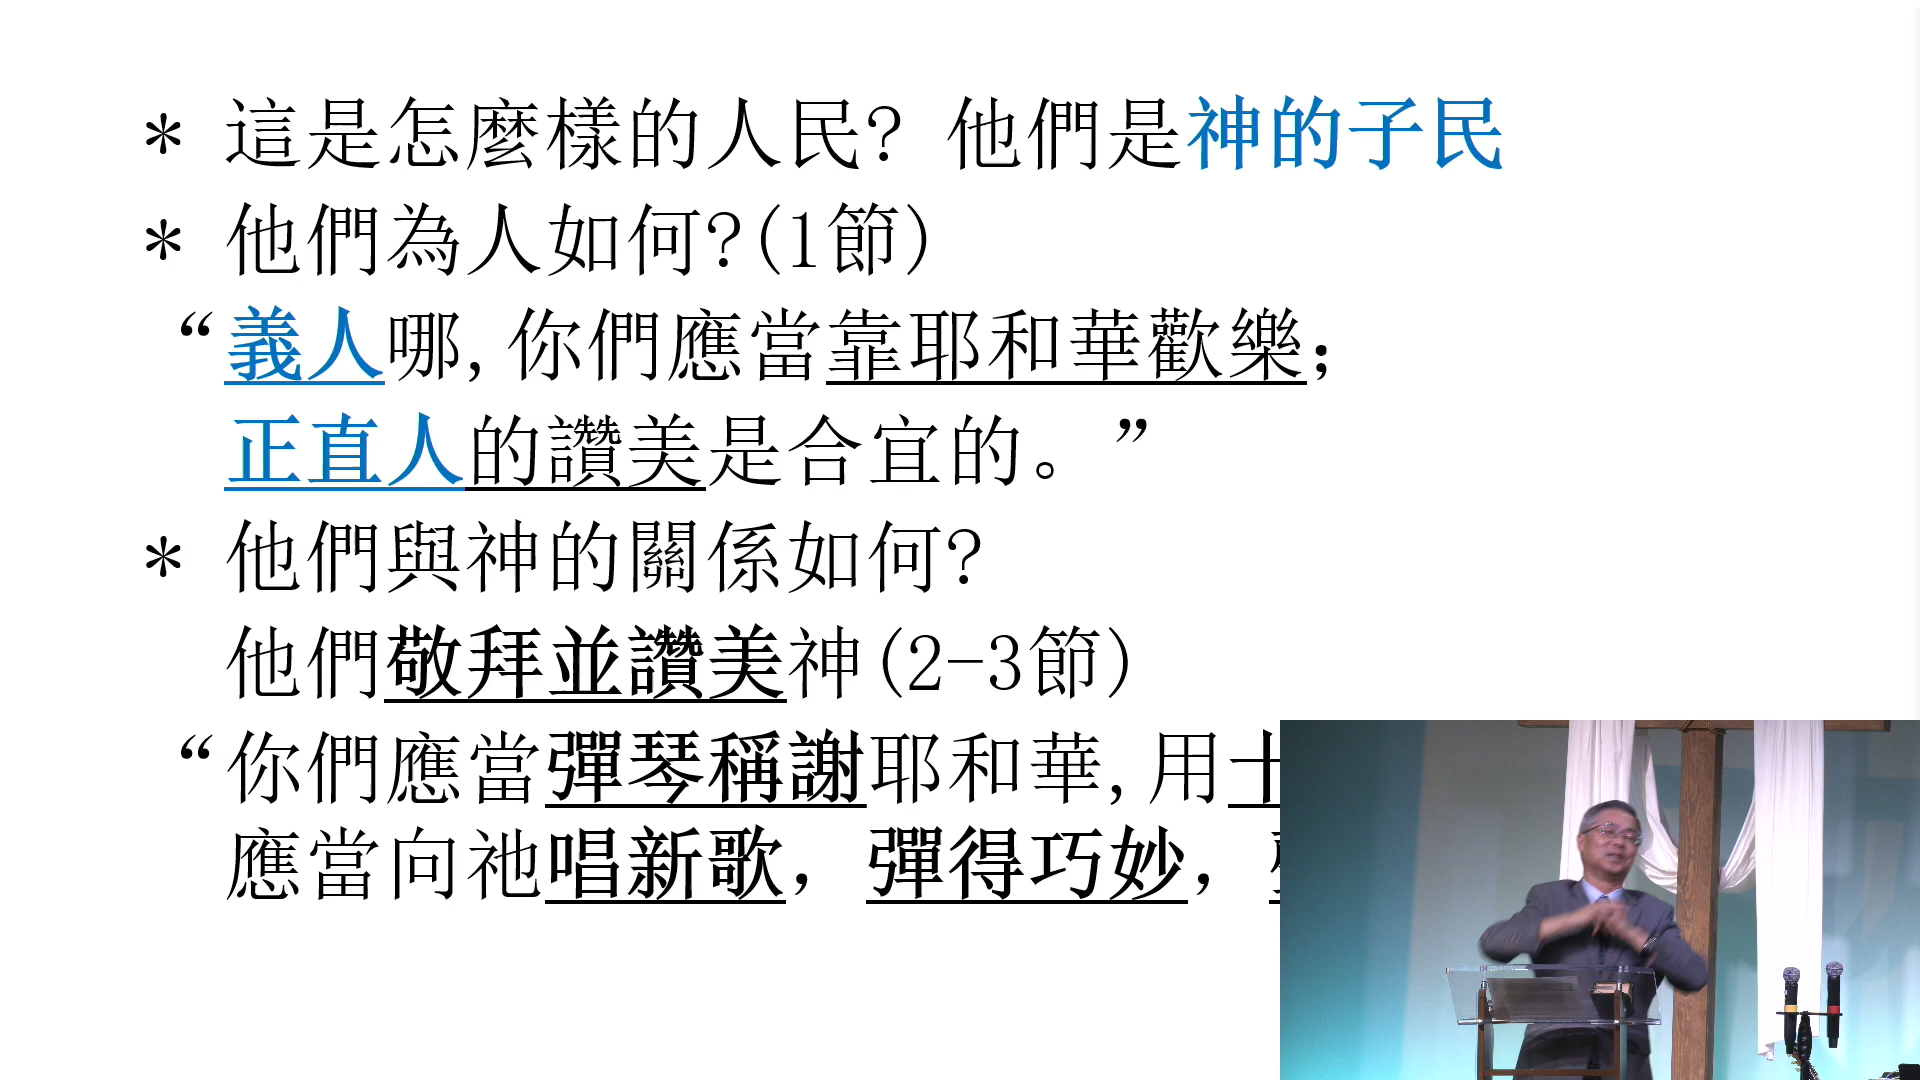 * 這是怎麼樣的人民? 他們是神的子民
* 他們為人如何?(1節)
“義人哪,你們應當靠耶和華歡樂;
正直人的讚美是合宜的。”
* 他們與神的關係如何?
他們敬拜並讚美神(2-3節)
“你們應當彈琴稱謝耶和華,用
應當向祂唱新歌，彈得巧妙，